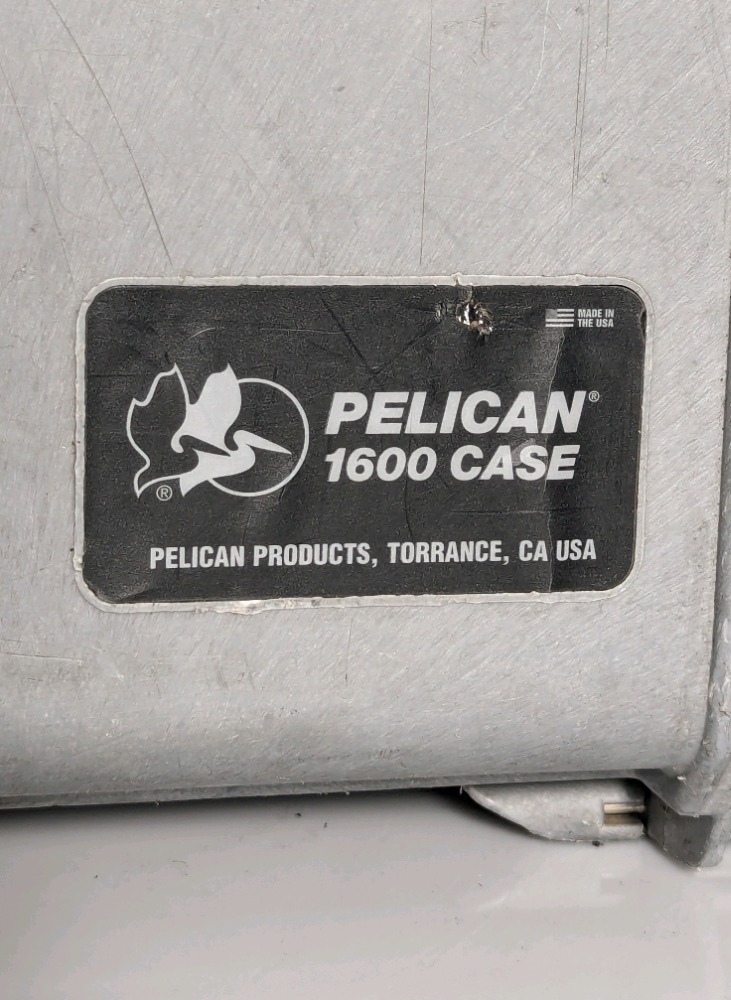 MADE IN
THE USA
PELICAN®
1600 CASE
®
PELICAN PRODUCTS, TORRANCE, CA USA